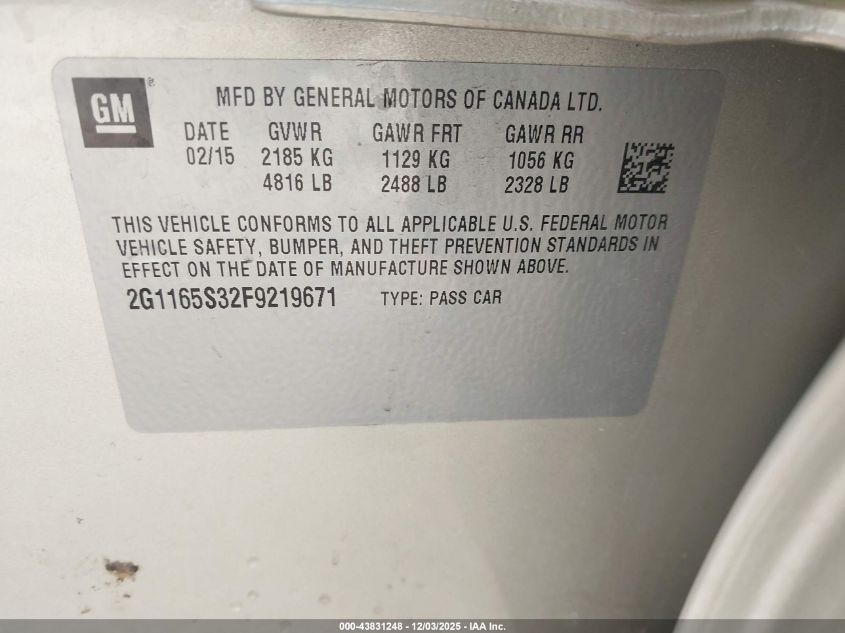 GM ®
MFD BY GENERAL MOTORS OF CANADA LTD.
DATE GVWR GAWR FRT GAWR RR
02/15 2185 KG 1129 KG 1056 KG
4816 LB 2488 LB 2328 LB
THIS VEHICLE CONFORMS TO ALL APPLICABLE U.S. FEDERAL MOTOR
VEHICLE SAFETY, BUMPER, AND THEFT PREVENTION STANDARDS IN
EFFECT ON THE DATE OF MANUFACTURE SHOWN ABOVE.
2G1165S32F9219671 TYPE: PASS CAR
000-43831248 - 12/03/2025 - IAA Inc.